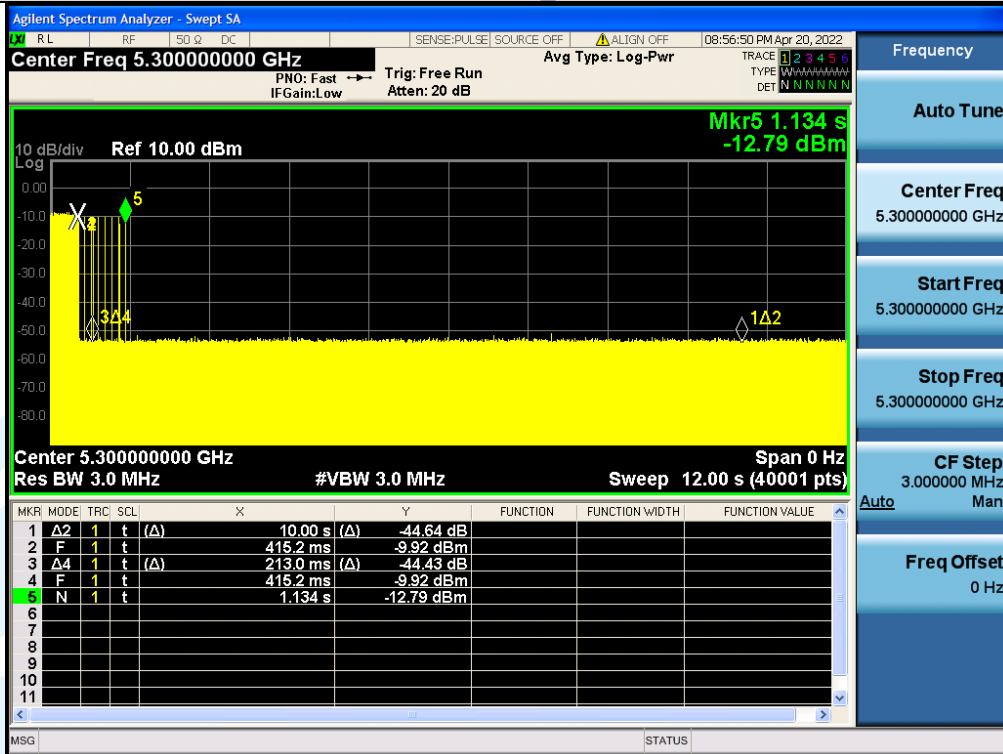 Agilent Spectrum Analyzer - Swept SA
LXI RL RF 50 Ω DC SENSE:PULSE SOURCE OFF ALIGN OFF 08:56:50 PM Apr 20, 2022
Center Freq 5.300000000 GHz
PNO: Fast
IFGain:Low
Trig: Free Run
Atten: 20 dB
Avg Type: Log-Pwr
TRACE 1 2 3 4 5 6
TYPE W
DET N N N N N N
Mkr5 1.134 s
-12.79 dBm
10 dB/div Ref 10.00 dBm
Log
0.00
-10.0
-20.0
-30.0
-40.0
-50.0
-60.0
-70.0
-80.0
5
3Δ4
1Δ2
Center 5.300000000 GHz Span 0 Hz
Res BW 3.0 MHz #VBW 3.0 MHz Sweep 12.00 s (40001 pts)
MKR MODE TRC SCL X Y FUNCTION FUNCTION WIDTH FUNCTION VALUE
1 Δ2 1 t (Δ) 10.00 s (Δ) -44.64 dB
2 F 1 t 415.2 ms -9.92 dBm
3 Δ4 1 t (Δ) 213.0 ms (Δ) -44.43 dB
4 F 1 t 415.2 ms -9.92 dBm
5 N 1 t 1.134 s -12.79 dBm
6
7
8
9
10
11
MSG STATUS
Frequency
Auto Tune
Center Freq
5.300000000 GHz
Start Freq
5.300000000 GHz
Stop Freq
5.300000000 GHz
CF Step
3.000000 MHz
Auto Man
Freq Offset
0 Hz